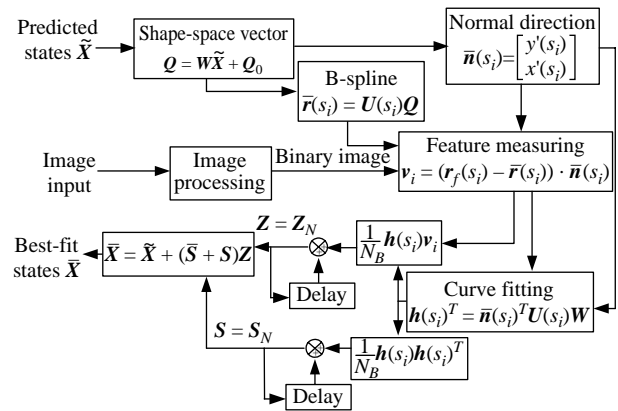 Predicted
states X̃
Shape-space vector
Q = WX̃ + Q₀
Normal direction
n̄(sᵢ)=[y'(sᵢ)
x'(sᵢ)]
B-spline
r̄(sᵢ) = U(sᵢ)Q
Image
input
Image
processing
Binary image
Feature measuring
vᵢ = (r_f(sᵢ) − r̄(sᵢ)) · n̄(sᵢ)
Best-fit
states X̄
X̄ = X̃ + (S̄ + S)Z
Z = Z_N
1/N_B h(sᵢ)vᵢ
Delay
Curve fitting
h(sᵢ)ᵀ = n̄(sᵢ)ᵀU(sᵢ)W
S = S_N
1/N_B h(sᵢ)h(sᵢ)ᵀ
Delay